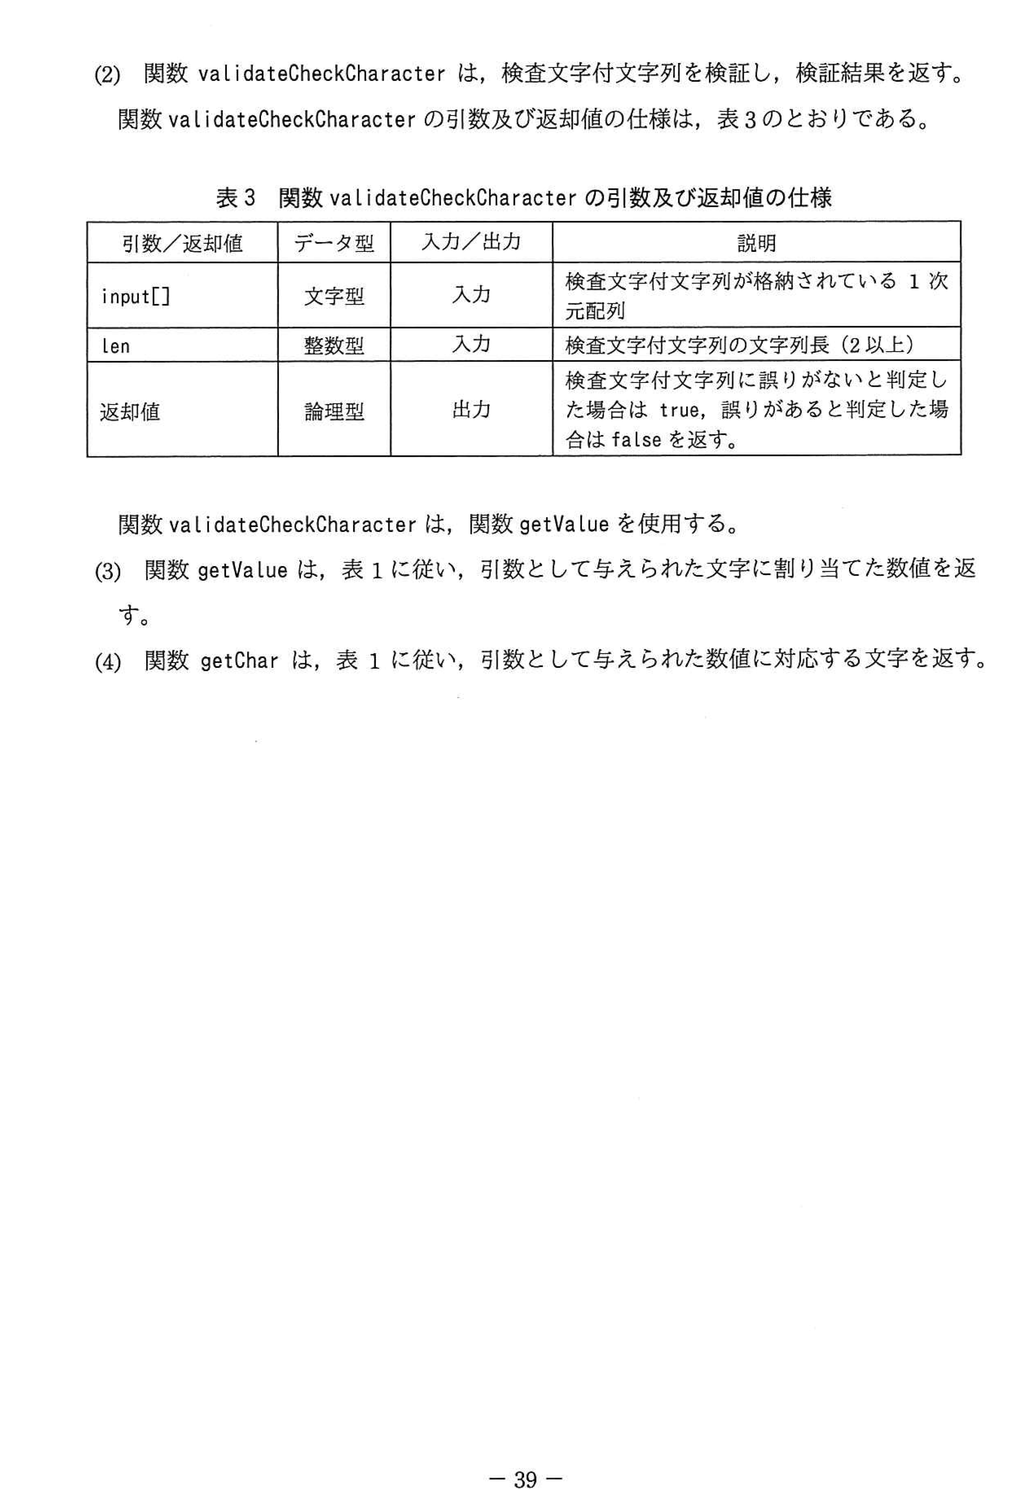 (2) 関数 validateCheckCharacter は，検査文字付文字列を検証し，検証結果を返す。
関数 validateCheckCharacter の引数及び返却値の仕様は，表3のとおりである。
表3 関数 validateCheckCharacter の引数及び返却値の仕様
引数／返却値 データ型 入力／出力 説明
input[] 文字型 入力 検査文字付文字列が格納されている 1 次
元配列
len 整数型 入力 検査文字付文字列の文字列長（2以上）
返却値 論理型 出力 検査文字付文字列に誤りがないと判定し
た場合は true，誤りがあると判定した場
合は false を返す。
関数 validateCheckCharacter は，関数 getValue を使用する。
(3) 関数 getValue は，表 1 に従い，引数として与えられた文字に割り当てた数値を返
す。
(4) 関数 getChar は，表 1 に従い，引数として与えられた数値に対応する文字を返す。
－ 39 －